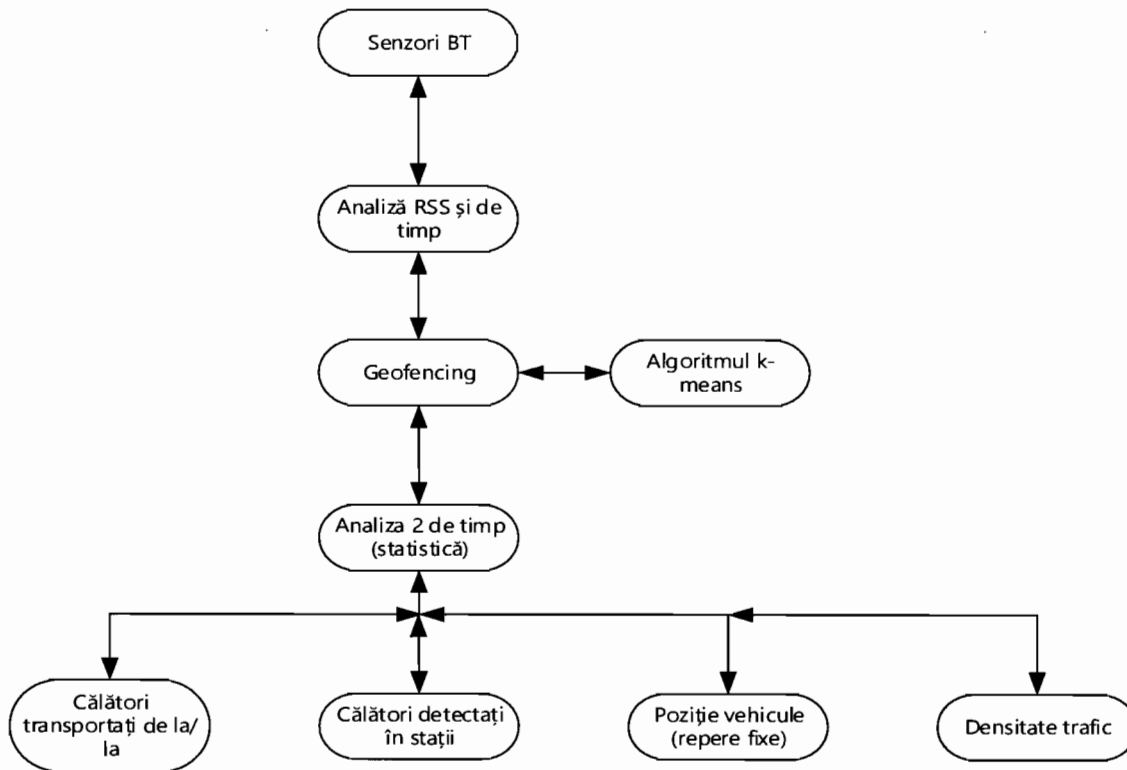 Senzori BT
Analiză RSS și de
timp
Geofencing
Algoritmul k-
means
Analiza 2 de timp
(statistică)
Călători
transportați de la/
la
Călători detectați
în stații
Poziție vehicule
(repere fixe)
Densitate trafic